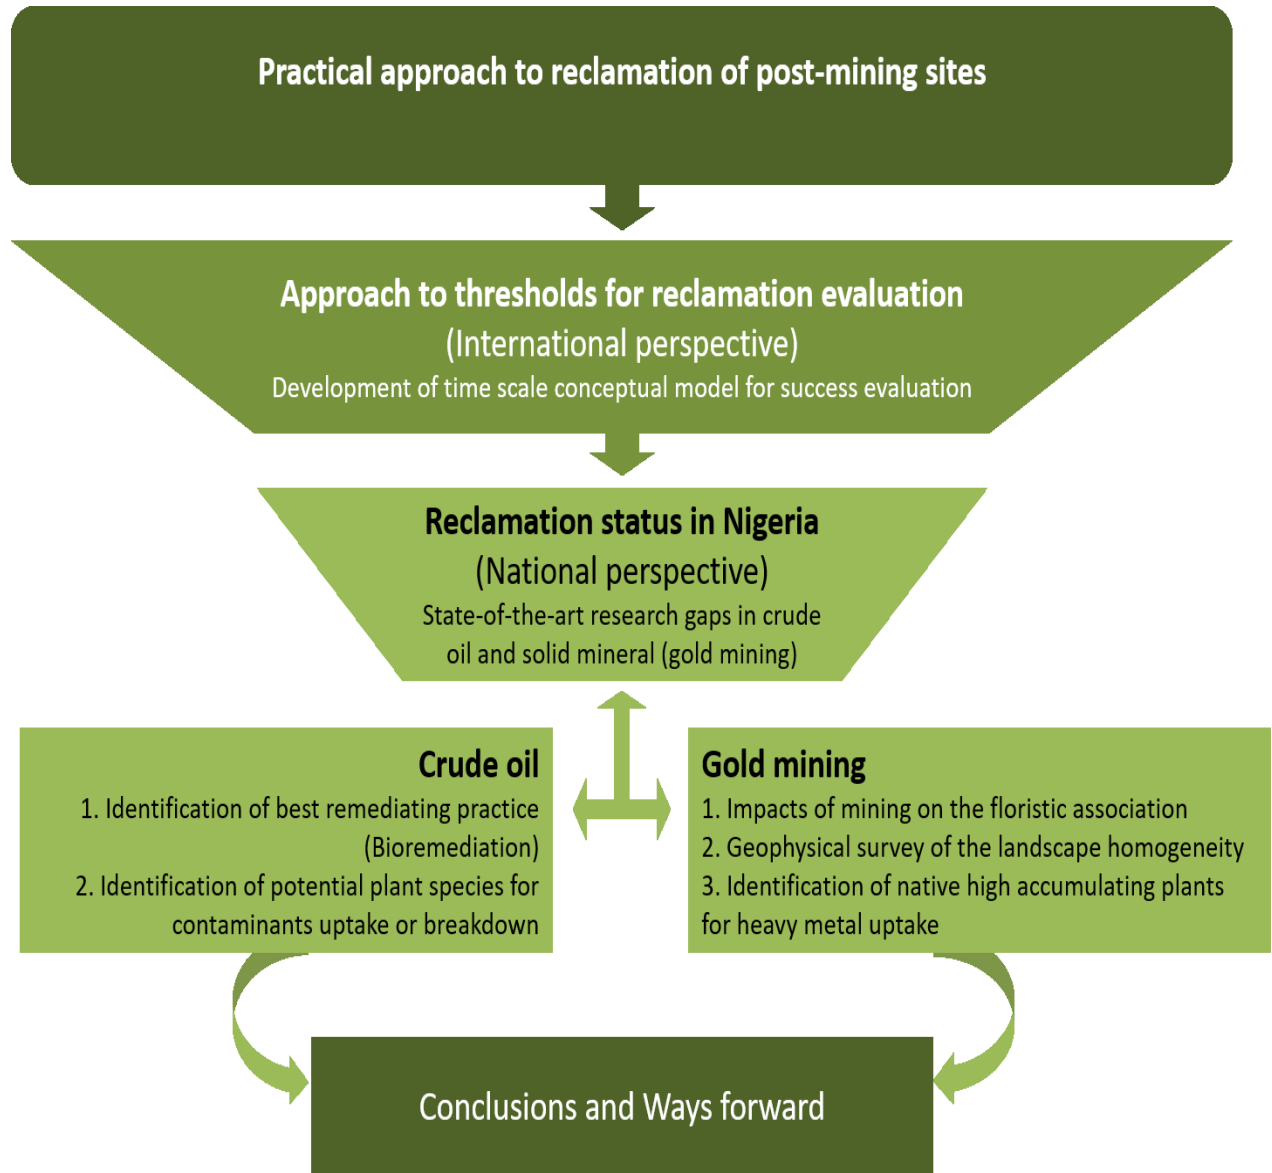 Practical approach to reclamation of post-mining sites
Approach to thresholds for reclamation evaluation
(International perspective)
Development of time scale conceptual model for success evaluation
Reclamation status in Nigeria
(National perspective)
State-of-the-art research gaps in crude
oil and solid mineral (gold mining)
Crude oil
1. Identification of best remediating practice
(Bioremediation)
2. Identification of potential plant species for
contaminants uptake or breakdown
Gold mining
1. Impacts of mining on the floristic association
2. Geophysical survey of the landscape homogeneity
3. Identification of native high accumulating plants
for heavy metal uptake
Conclusions and Ways forward